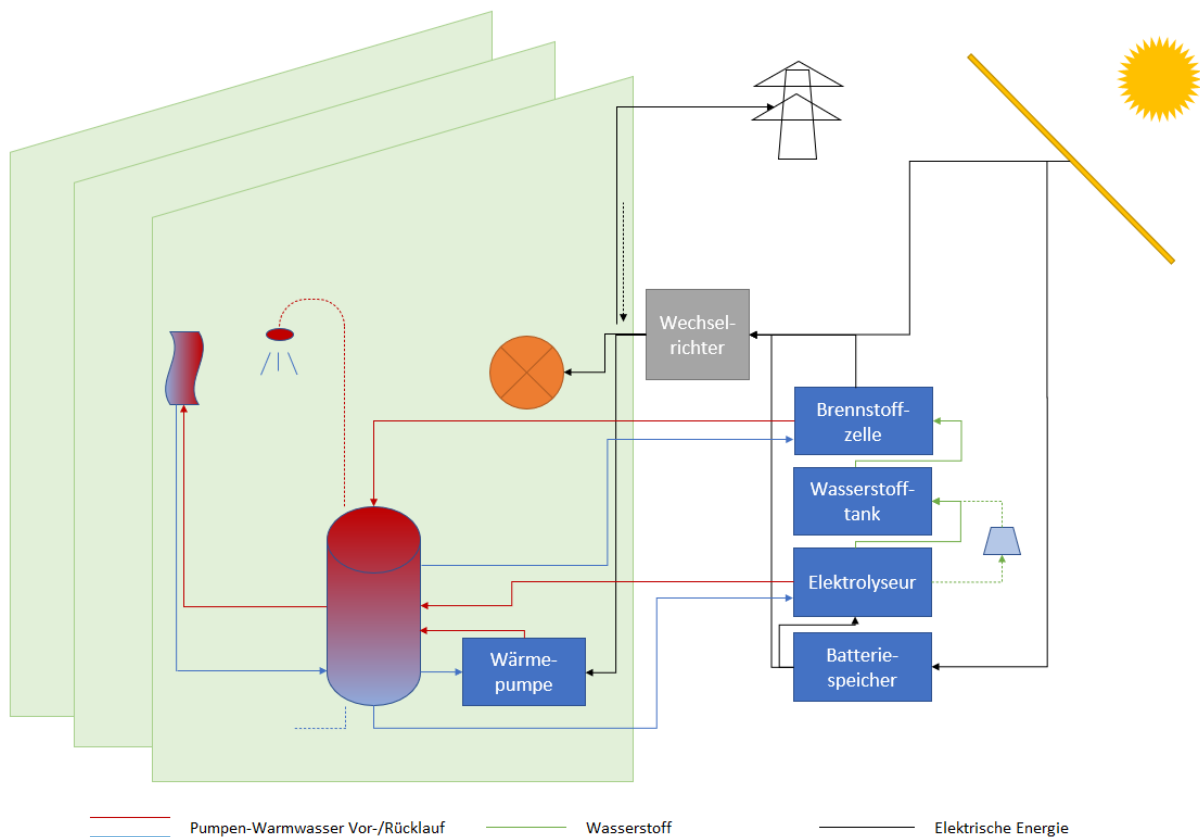 Wechsel-
richter
Brennstoff-
zelle
Wasserstoff-
tank
Elektrolyseur
Wärme-
pumpe
Batterie-
speicher
Pumpen-Warmwasser Vor-/Rücklauf
Wasserstoff
Elektrische Energie